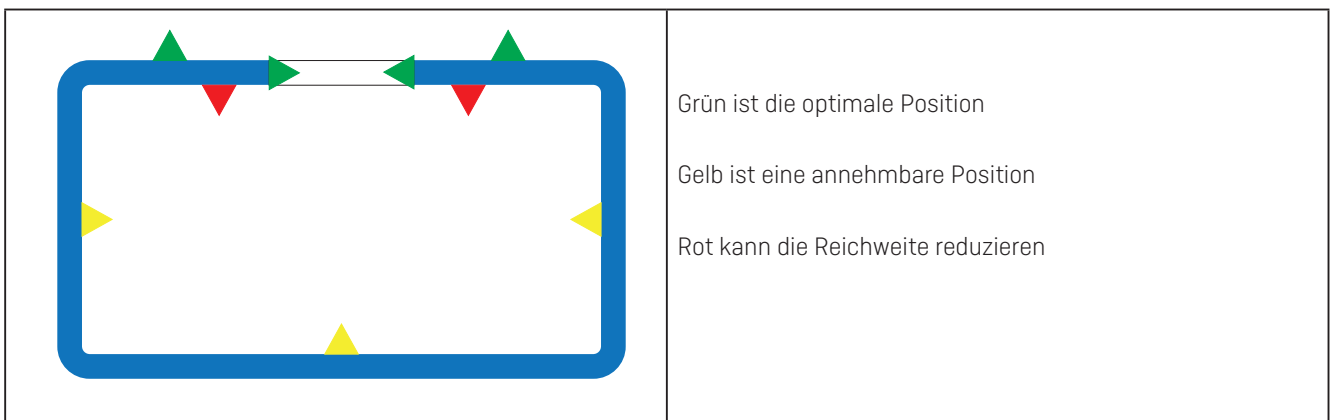 Grün ist die optimale Position
Gelb ist eine annehmbare Position
Rot kann die Reichweite reduzieren